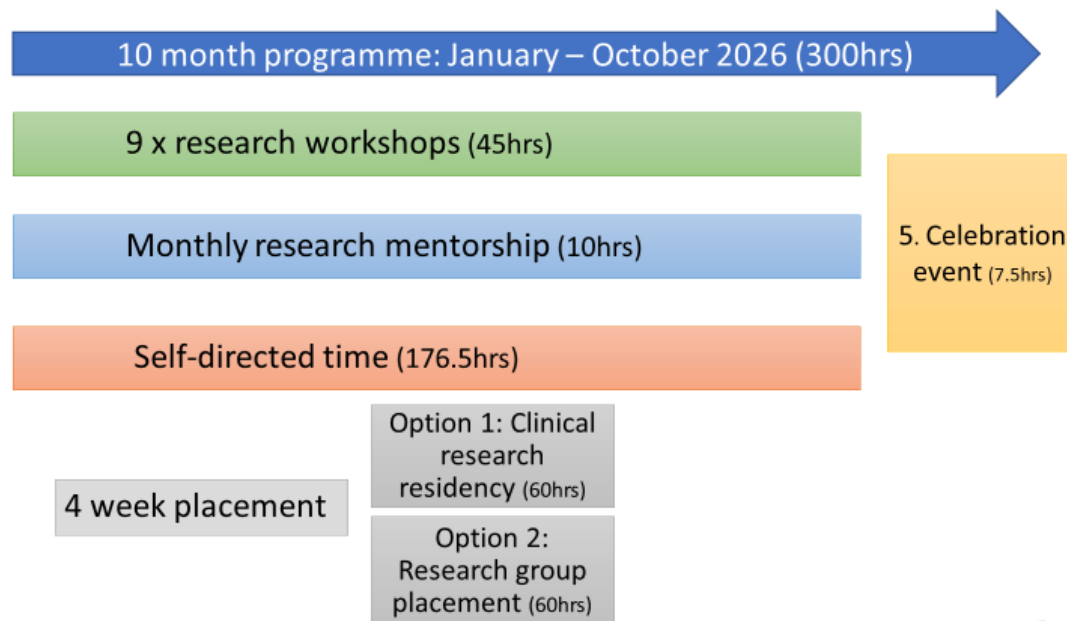 10 month programme: January – October 2026 (300hrs)
9 x research workshops (45hrs)
Monthly research mentorship (10hrs)
5. Celebration
event (7.5hrs)
Self-directed time (176.5hrs)
4 week placement
Option 1: Clinical
research
residency (60hrs)
Option 2:
Research group
placement (60hrs)